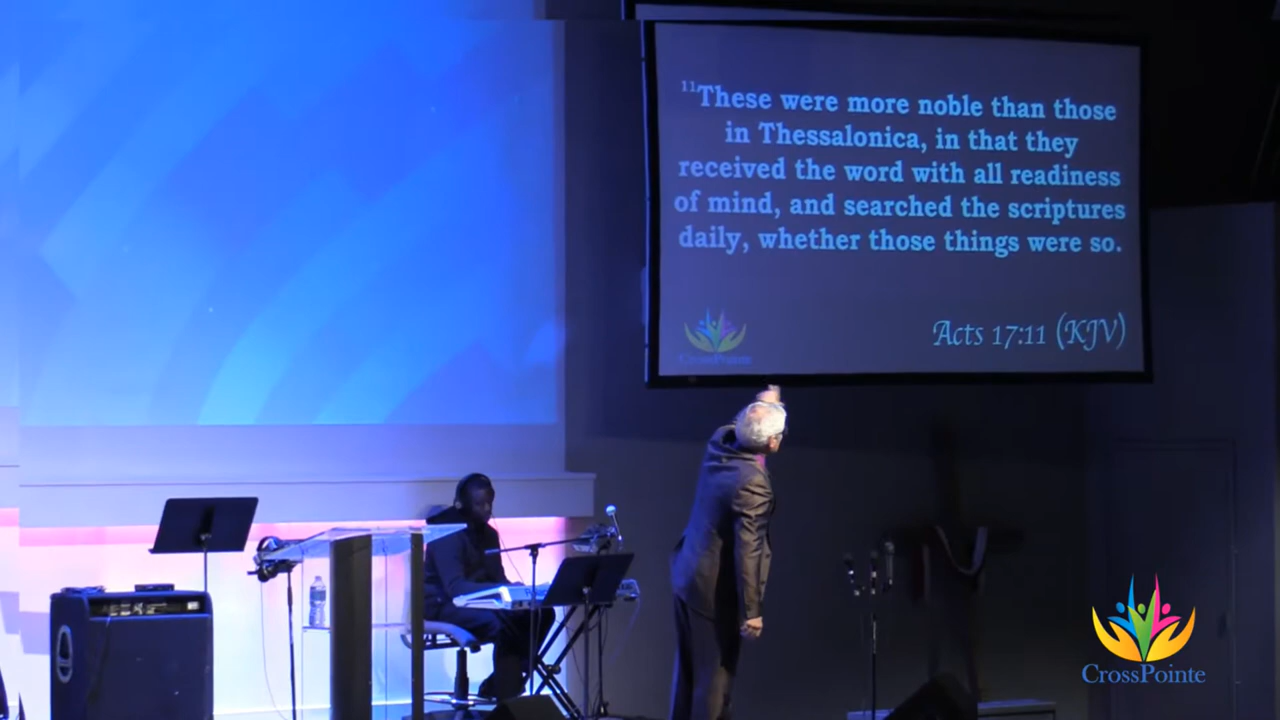 ¹¹These were more noble than those
in Thessalonica, in that they
received the word with all readiness
of mind, and searched the scriptures
daily, whether those things were so.
Acts 17:11 (KJV)
CrossPointe
CrossPointe